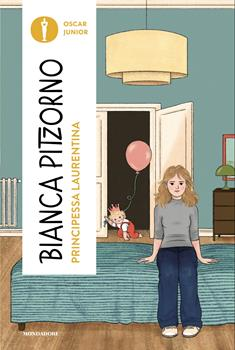 OSCAR
JUNIOR
BIANCA PITZORNO
PRINCIPESSA LAURENTINA
MONDADORI